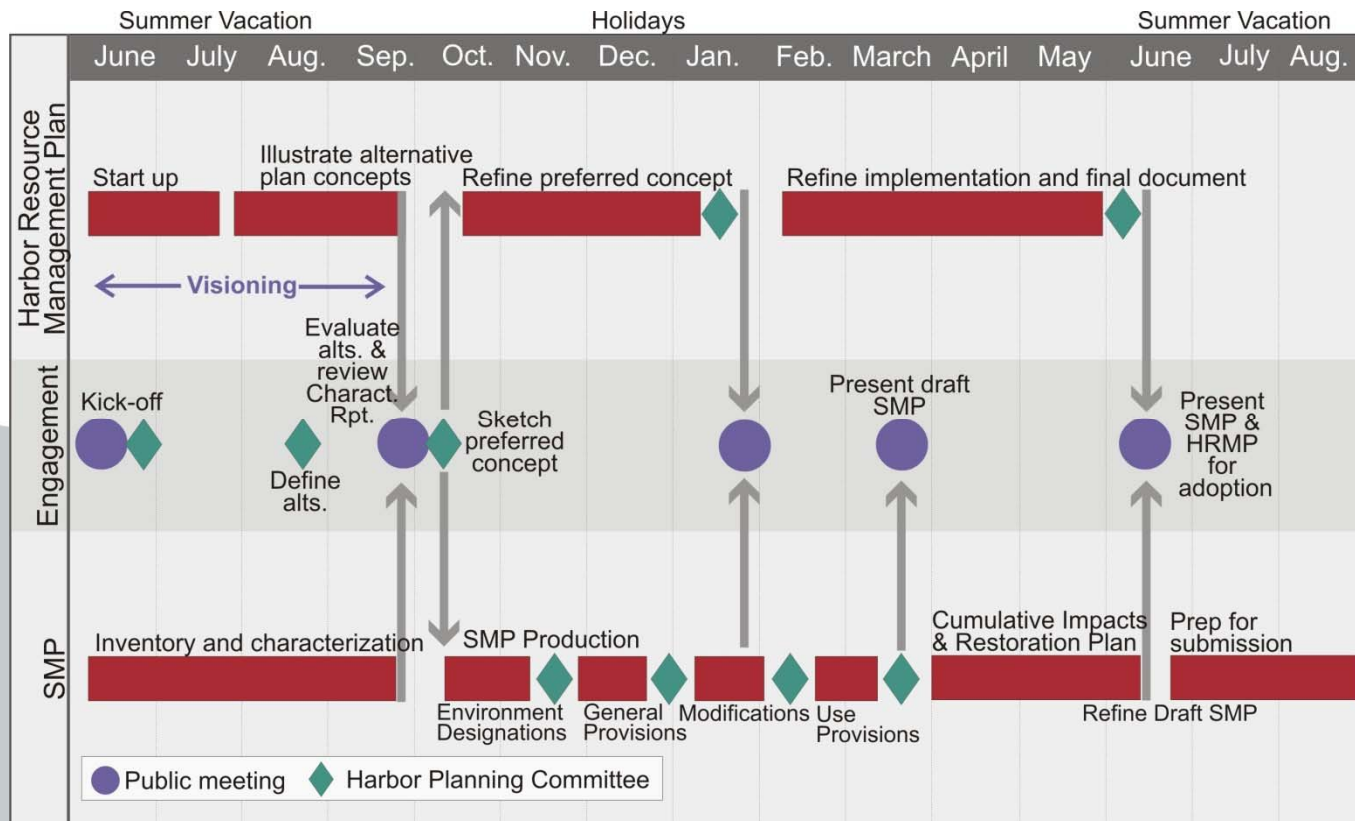 Summer Vacation Holidays Summer Vacation
June July Aug. Sep. Oct. Nov. Dec. Jan. Feb. March April May June July Aug.
Harbor Resource
Management Plan
Start up
Illustrate alternative
plan concepts
Refine preferred concept
Refine implementation and final document
Visioning
Engagement
Kick-off
Define
alts.
Evaluate
alts. &
review
Charact.
Rpt.
Sketch
preferred
concept
Present draft
SMP
Present
SMP &
HRMP
for
adoption
SMP
Inventory and characterization
SMP Production
Environment
Designations
General
Provisions
Modifications
Use
Provisions
Cumulative Impacts
& Restoration Plan
Refine Draft SMP
Prep for
submission
Public meeting
Harbor Planning Committee